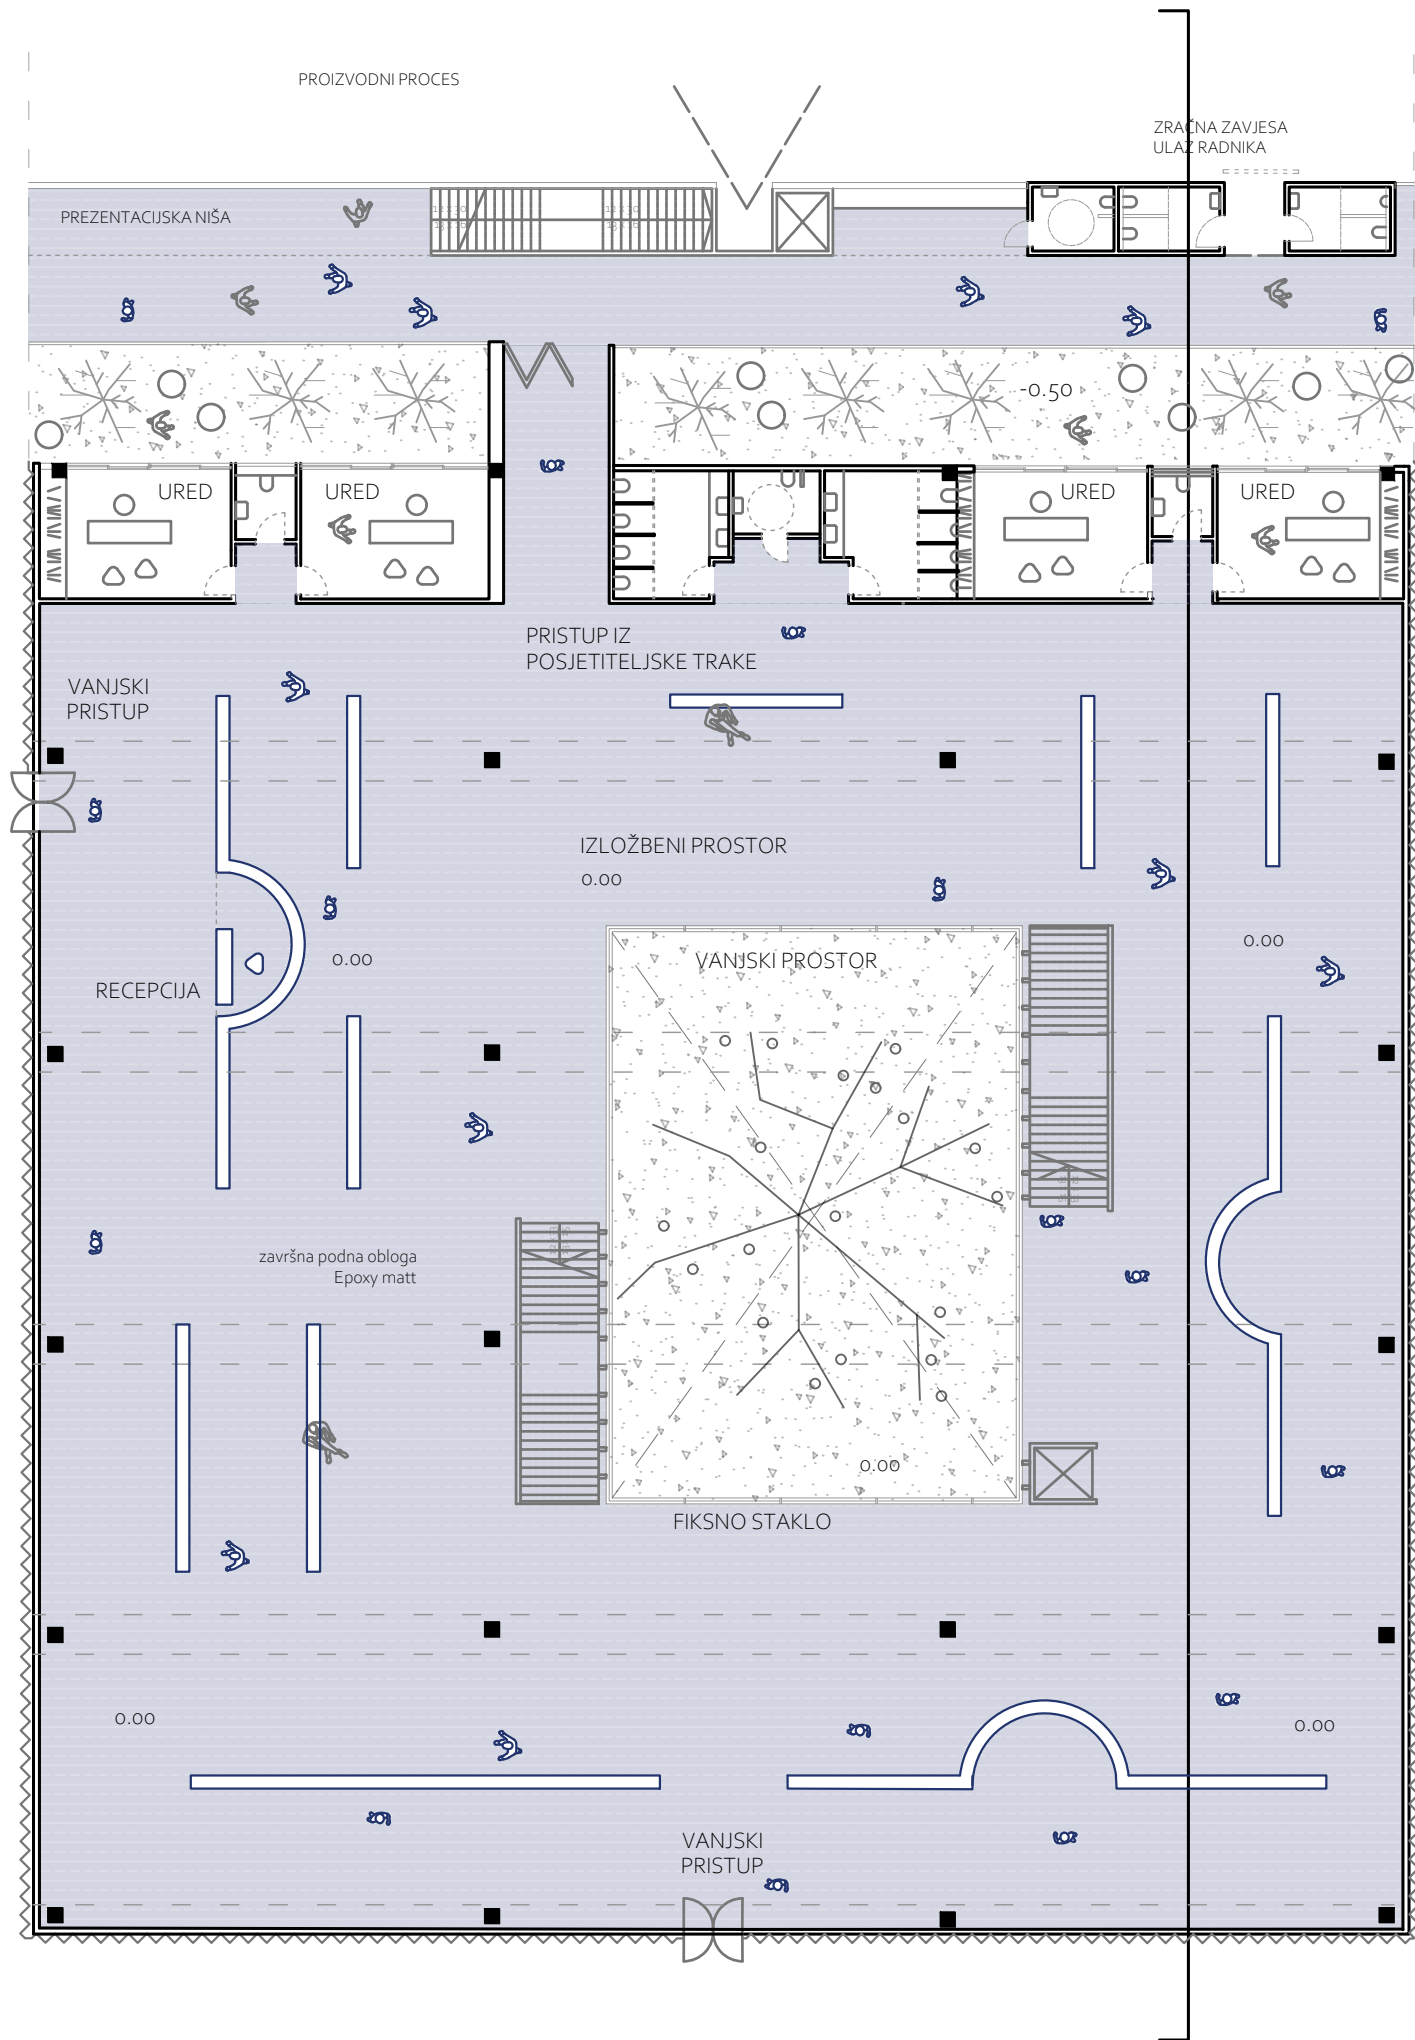 PROIZVODNI PROCES
ZRAČNA ZAVJESA
ULAZ RADNIKA
PREZENTACIJSKA NIŠA
-0.50
URED
URED
URED
URED
PRISTUP IZ
POSJETITELJSKE TRAKE
VANJSKI
PRISTUP
IZLOŽBENI PROSTOR
0.00
0.00
0.00
VANJSKI PROSTOR
RECEPCIJA
završna podna obloga
Epoxy matt
0.00
FIKSNO STAKLO
0.00
0.00
VANJSKI
PRISTUP